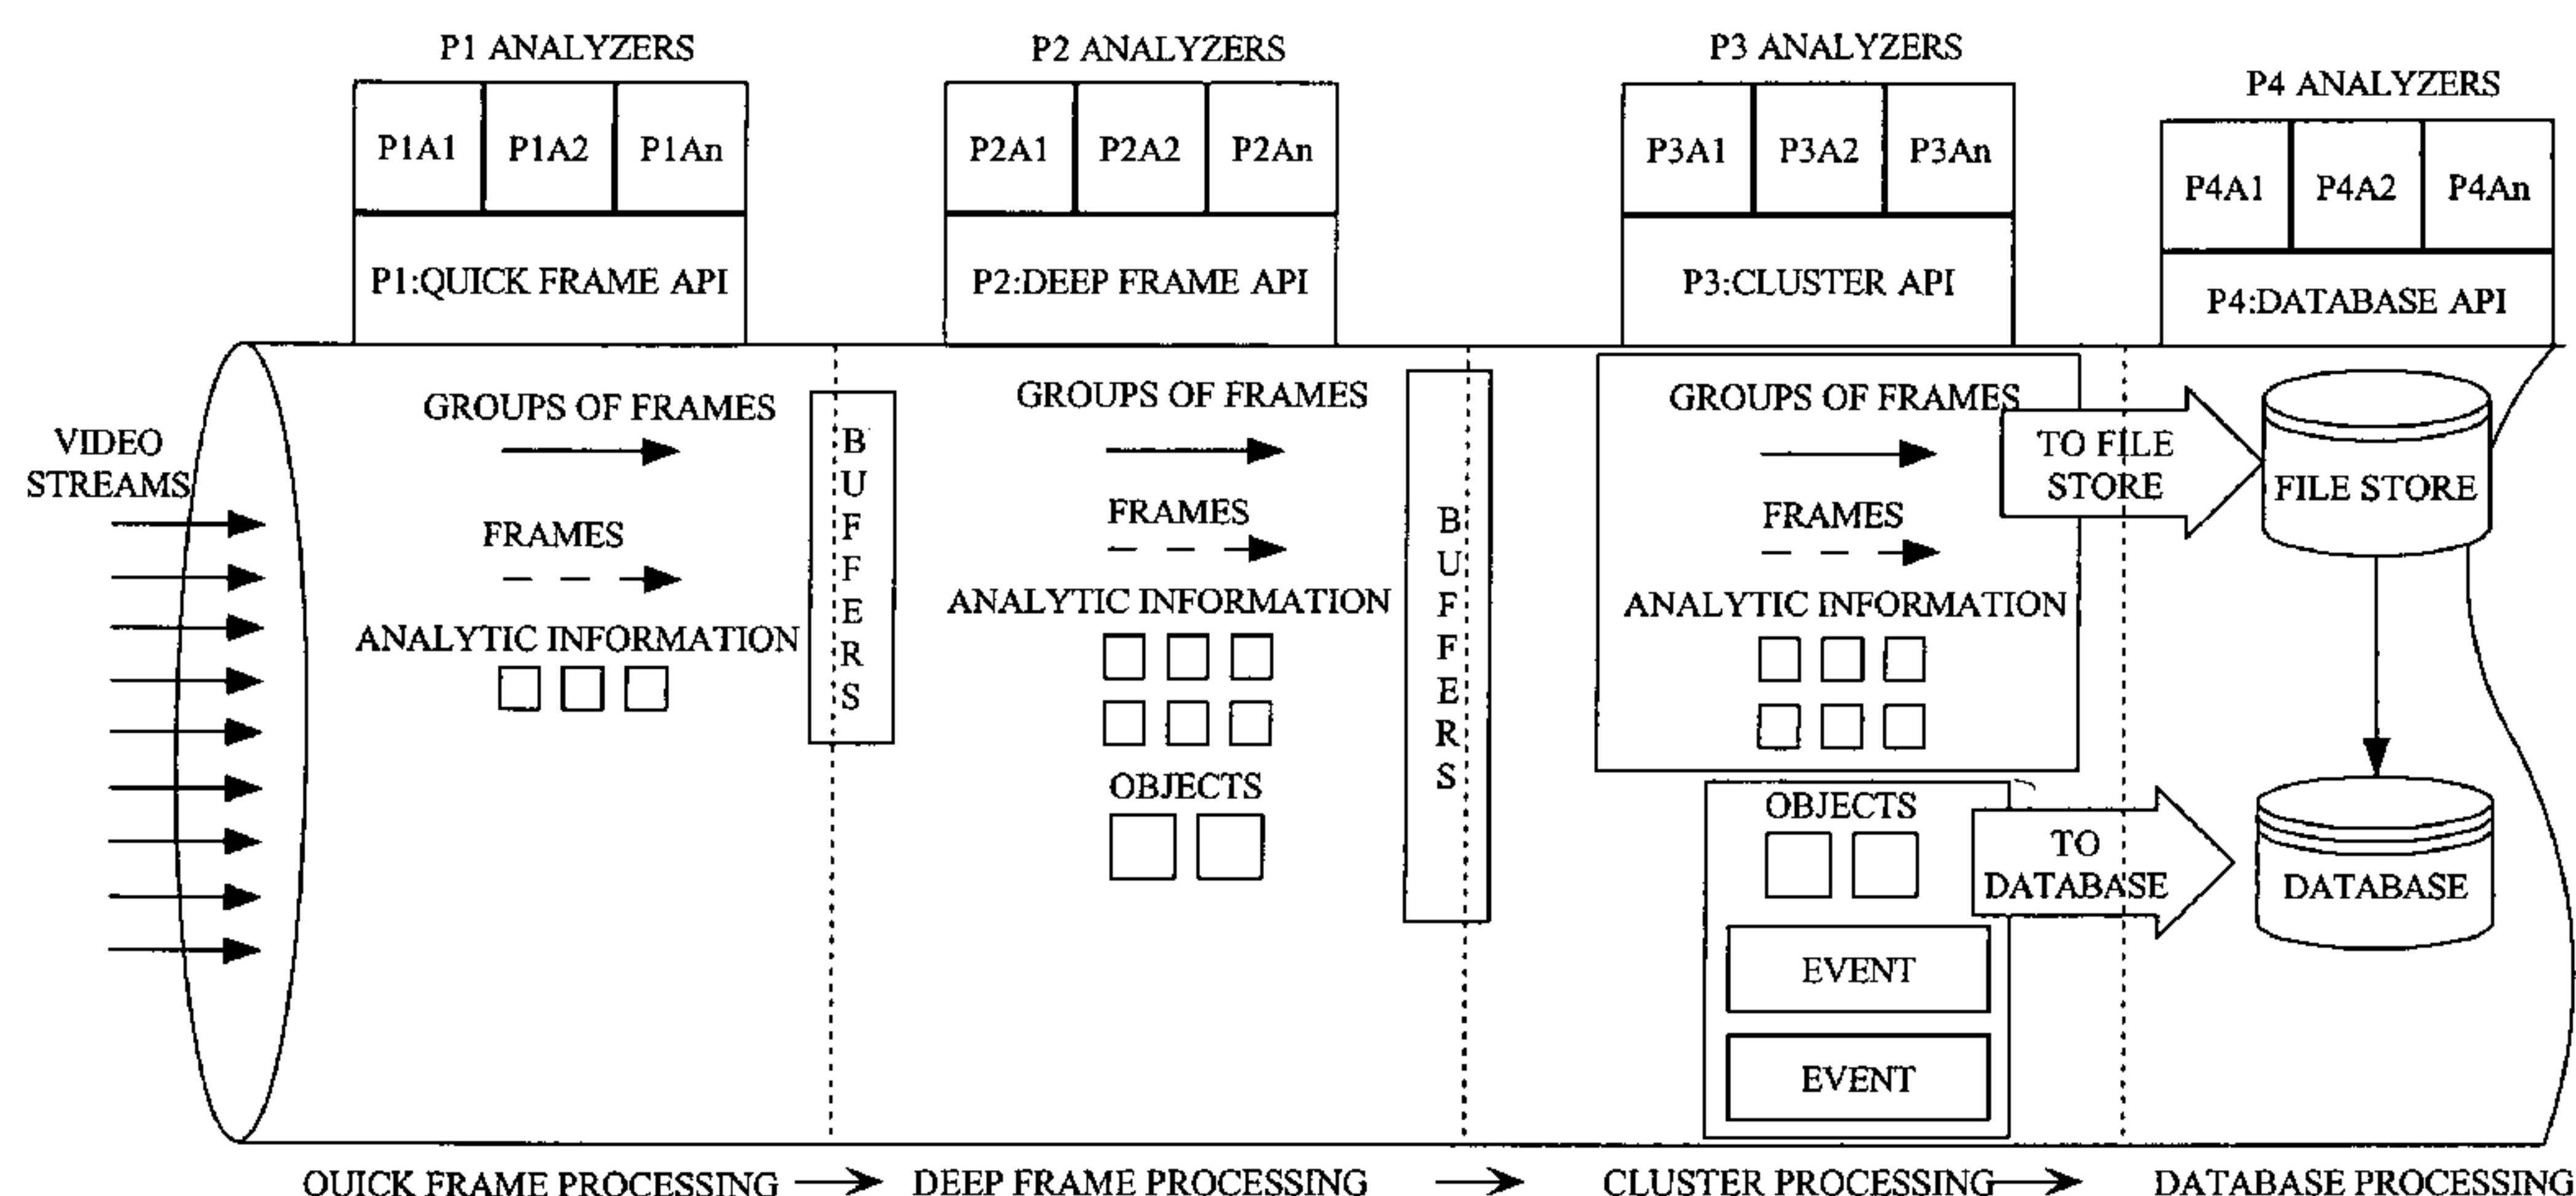 P1 ANALYZERS
P1A1 P1A2 P1An
P1:QUICK FRAME API
P2 ANALYZERS
P2A1 P2A2 P2An
P2:DEEP FRAME API
P3 ANALYZERS
P3A1 P3A2 P3An
P3:CLUSTER API
P4 ANALYZERS
P4A1 P4A2 P4An
P4:DATABASE API
VIDEO
STREAMS
GROUPS OF FRAMES
FRAMES
ANALYTIC INFORMATION
BUFFERS
GROUPS OF FRAMES
FRAMES
ANALYTIC INFORMATION
OBJECTS
BUFFERS
GROUPS OF FRAMES
FRAMES
ANALYTIC INFORMATION
OBJECTS
EVENT
EVENT
TO FILE
STORE
FILE STORE
TO
DATABASE
DATABASE
QUICK FRAME PROCESSING
DEEP FRAME PROCESSING
CLUSTER PROCESSING
DATABASE PROCESSING